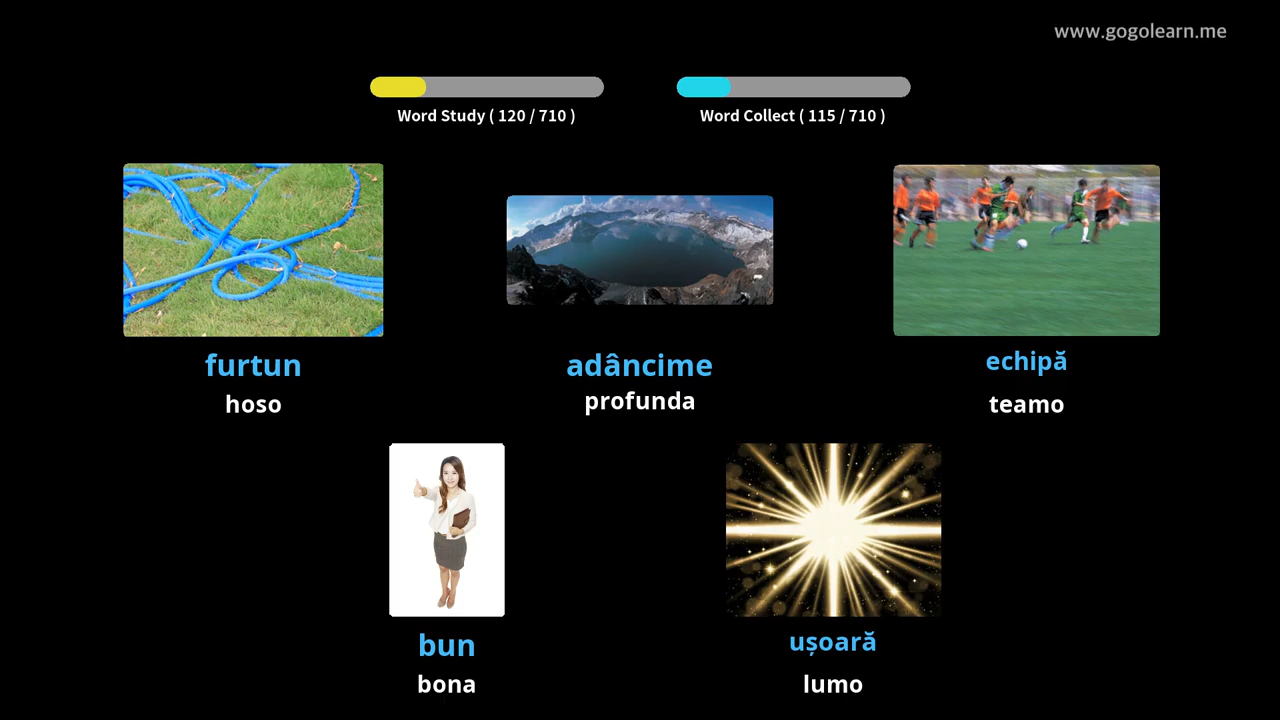 www.gogolearn.me
Word Study ( 120 / 710 )
Word Collect ( 115 / 710 )
furtun
hoso
adâncime
profunda
echipă
teamo
bun
bona
ușoară
lumo